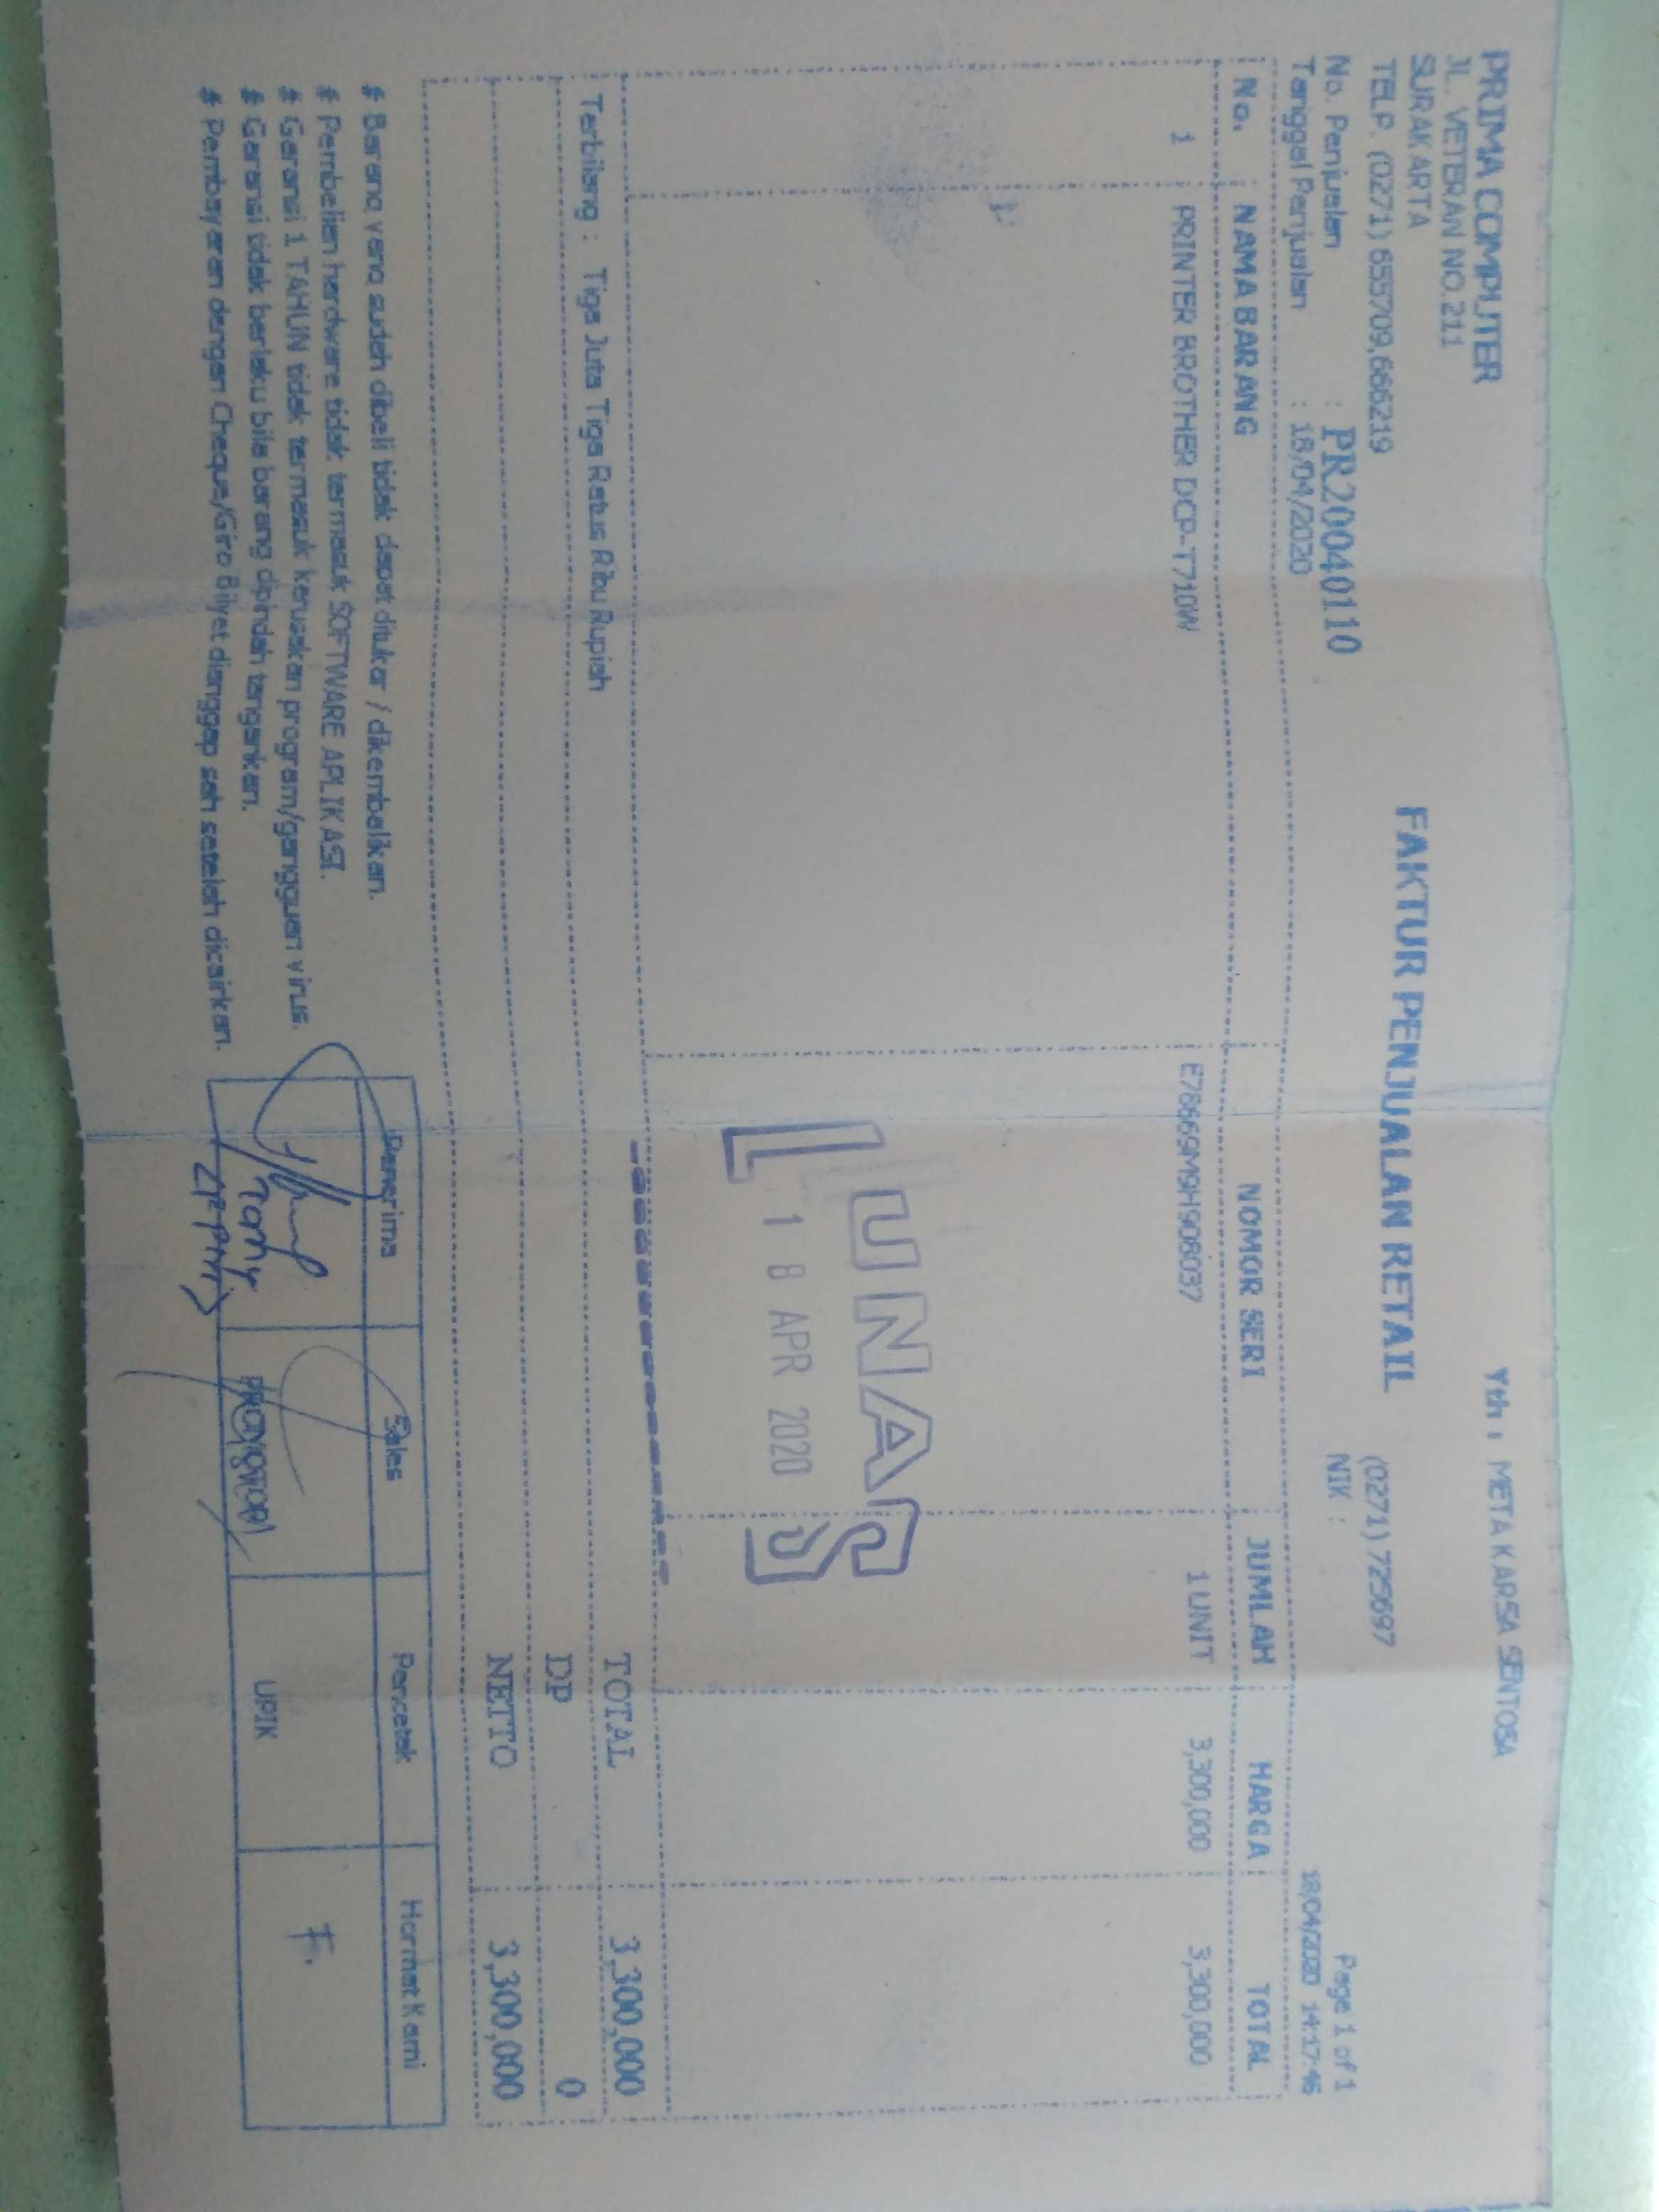 PRIMA COMPUTER
JL. VETERAN NO.211
SURAKARTA
TELP. (0271) 655709,666219
No. Penjualan : PR20040110
Tanggal Penjualan : 18/04/2020
FAKTUR PENJUALAN RETAIL
Yth : META KARSA SENTOSA
(0271) 725697
NIK :
Page 1 of 1
18/04/2020 14:17:46
No. NAMA BARANG NOMOR SERI JUMLAH HARGA TOTAL
1 PRINTER BROTHER DCP-T710W E78669M9H908037 1 UNIT 3,300,000 3,300,000
LUNAS
18 APR 2020
Terbilang : Tiga Juta Tiga Ratus Ribu Rupiah
TOTAL 3,300,000
DP 0
NETTO 3,300,000
# Barang yang sudah dibeli tidak dapat ditukar / dikembalikan.
# Pembelian hardware tidak termasuk SOFTWARE APLIKASI.
# Garansi 1 TAHUN tidak termasuk kerusakan program/gangguan virus.
# Garansi tidak berlaku bila barang dipindah tangankan.
# Pembayaran dengan Cheque/Giro Bilyet dianggap sah setelah dicairkan.
Penerima Sales Pencetak Hormat Kami
Tomy PROMOTOR1 UPIK F.